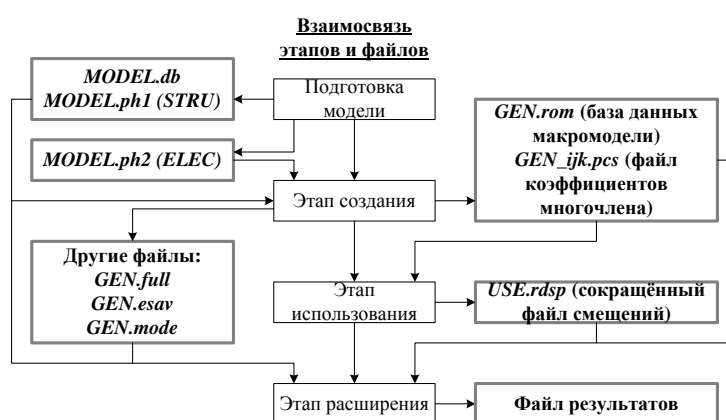 Взаимосвязь
этапов и файлов
MODEL.db
MODEL.ph1 (STRU)
Подготовка
модели
MODEL.ph2 (ELEC)
GEN.rom (база данных
макромодели)
GEN_ijk.pcs (файл
коэффициентов
многочлена)
Этап создания
Другие файлы:
GEN.full
GEN.esav
GEN.mode
Этап
использования
USE.rdsp (сокращённый
файл смещений)
Этап расширения
Файл результатов